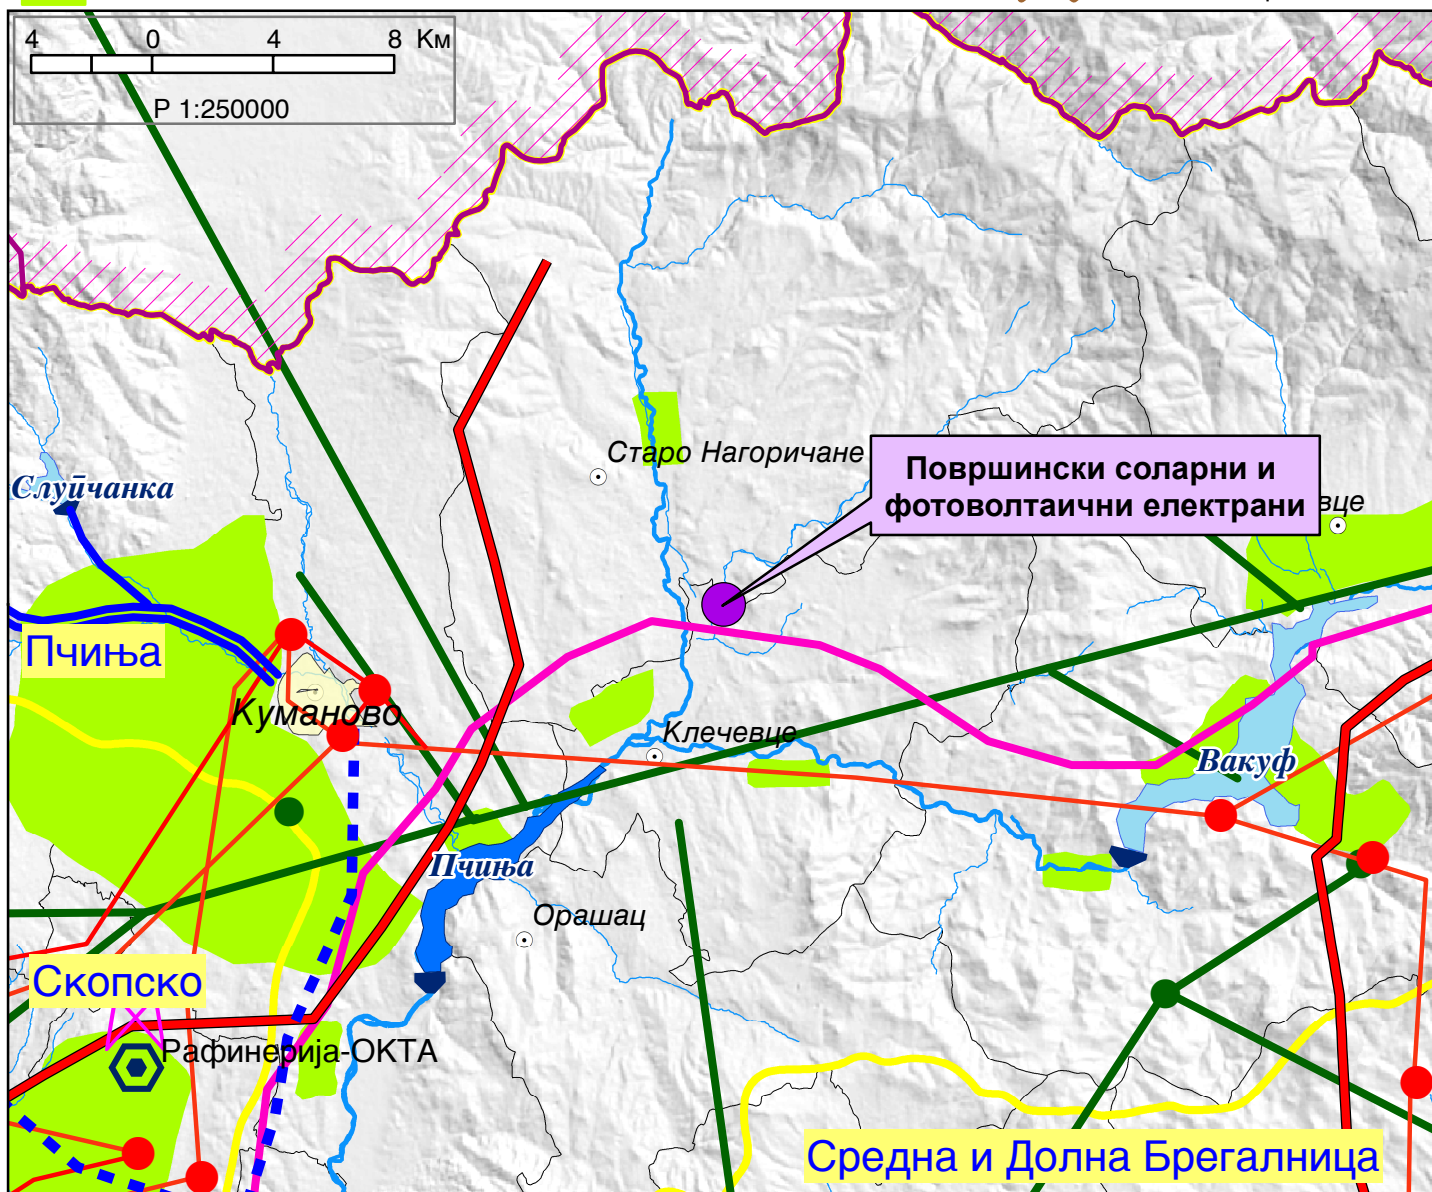 4 0 4 8 Км
Р 1:250000
Старо Нагоричане
Површински соларни и
фотоволтаични електрани
вце
Слупчанка
Пчиња
Куманово
Клечевце
Вакуф
Пчиња
Орашац
Скопско
Рафинерија-ОКТА
Средна и Долна Брегалница